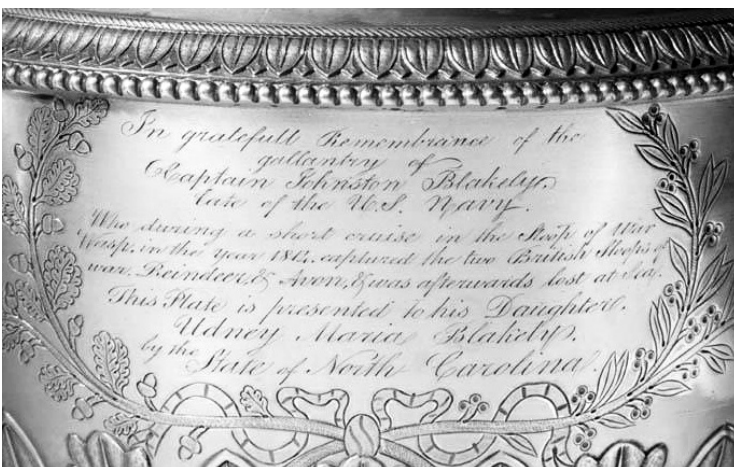 In gratefull Remembrance of the
gallantry of
Captain Johnston Blakely,
late of the U.S. Navy.
Who during a short cruise in the Sloop of War
Wasp, in the year 1814, captured the two British Sloops of
war, Reindeer, & Avon, & was afterwards lost at Sea.
This Plate is presented to his Daughter.
Udney Maria Blakely,
by the
State of North Carolina.